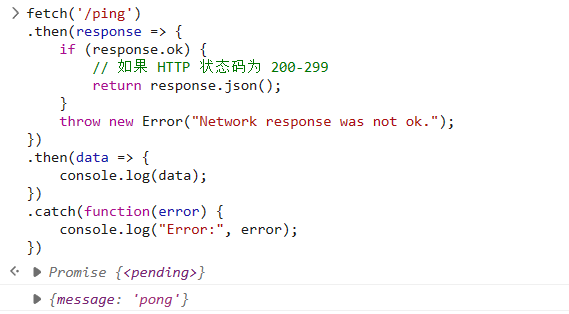 fetch('/ping')
.then(response => {
    if (response.ok) {
        // 如果 HTTP 状态码为 200-299
        return response.json();
    }
    throw new Error("Network response was not ok.");
})
.then(data => {
    console.log(data);
})
.catch(function(error) {
    console.log("Error:", error);
})
Promise {<pending>}
{message: 'pong'}